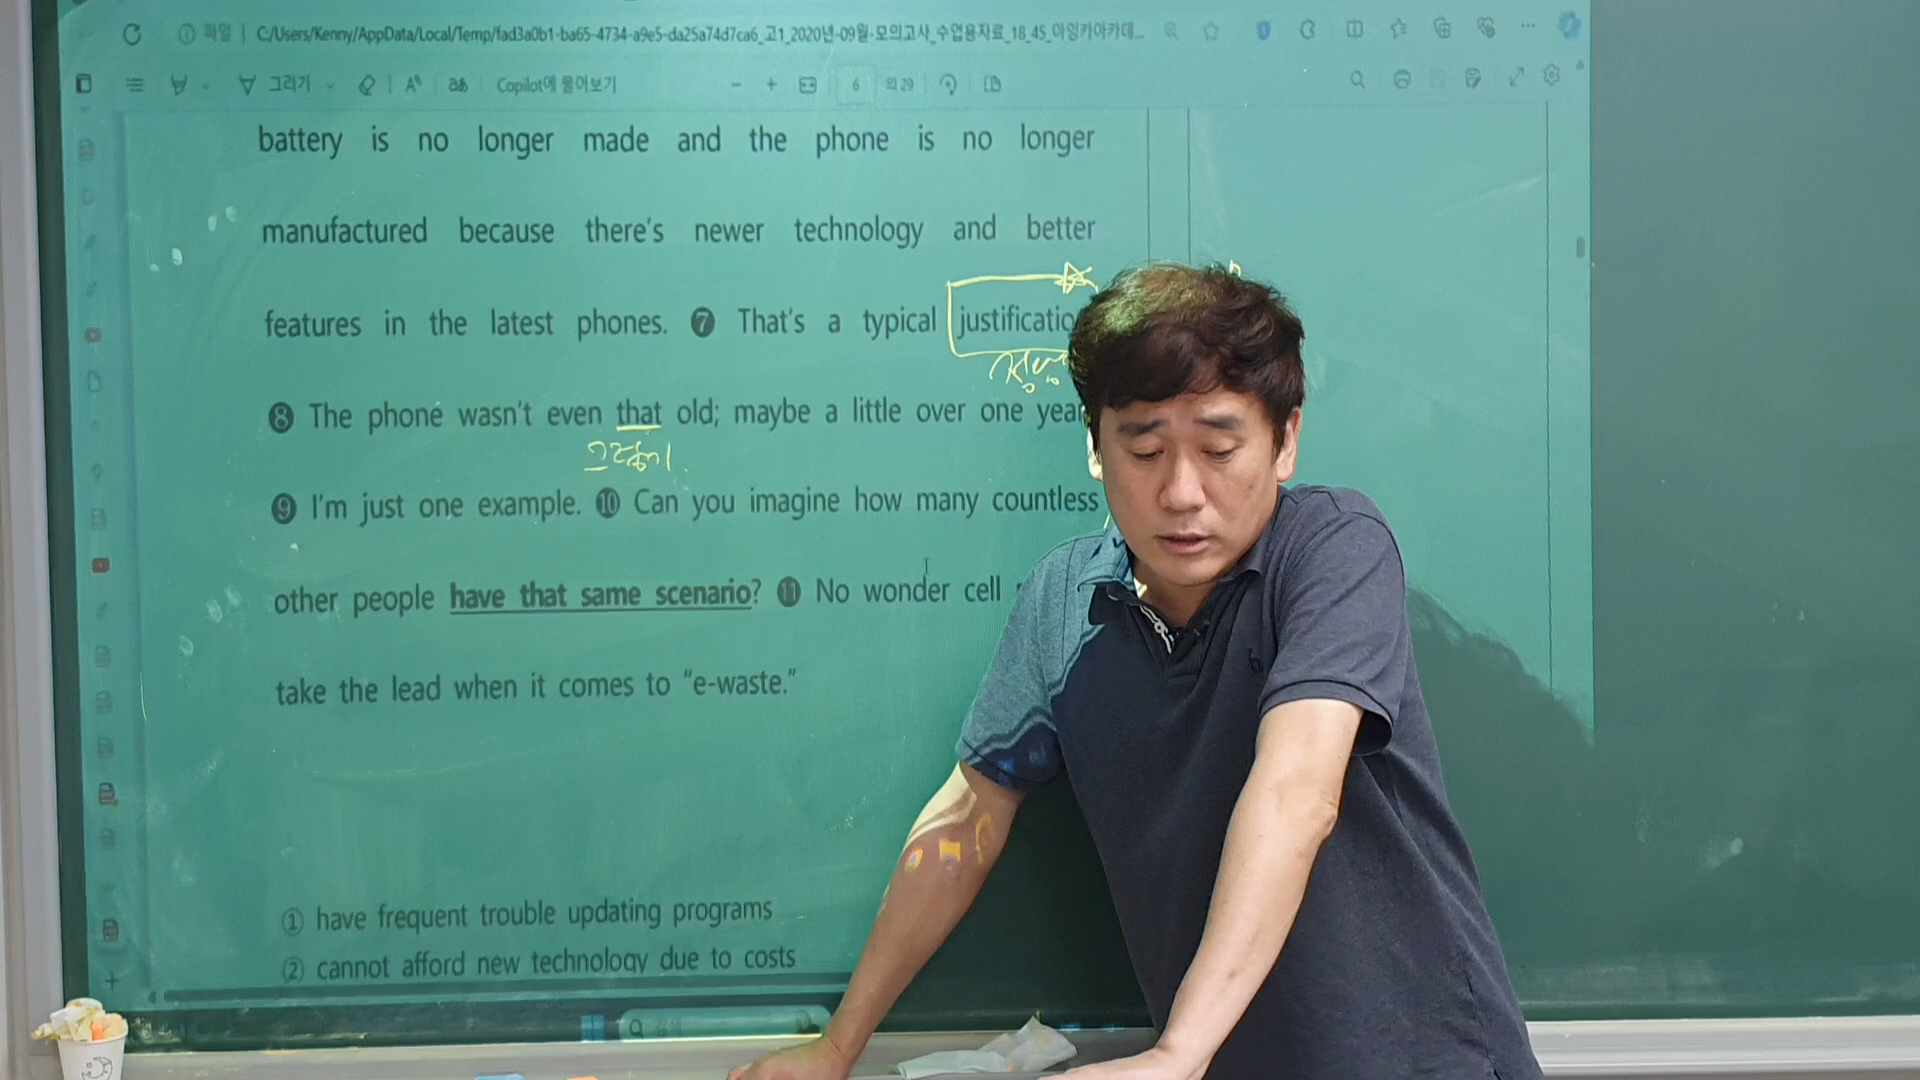 파일 | C:/Users/Kenny/AppData/Local/Temp/fad3a0b1-ba65-4734-a9e5-da25a74d7ca6_고1_2020년-09월-모의고사_수업용자료_18_45_아잉카아카데...
그리기 Copilot에 물어보기 6 의 29
battery is no longer made and the phone is no longer
manufactured because there's newer technology and better
features in the latest phones. ❼ That's a typical justificatio
정당
❽ The phone wasn't even that old; maybe a little over one year
그렇게
❾ I'm just one example. ❿ Can you imagine how many countless
other people have that same scenario? ⓫ No wonder cell
take the lead when it comes to "e-waste."
① have frequent trouble updating programs
② cannot afford new technology due to costs